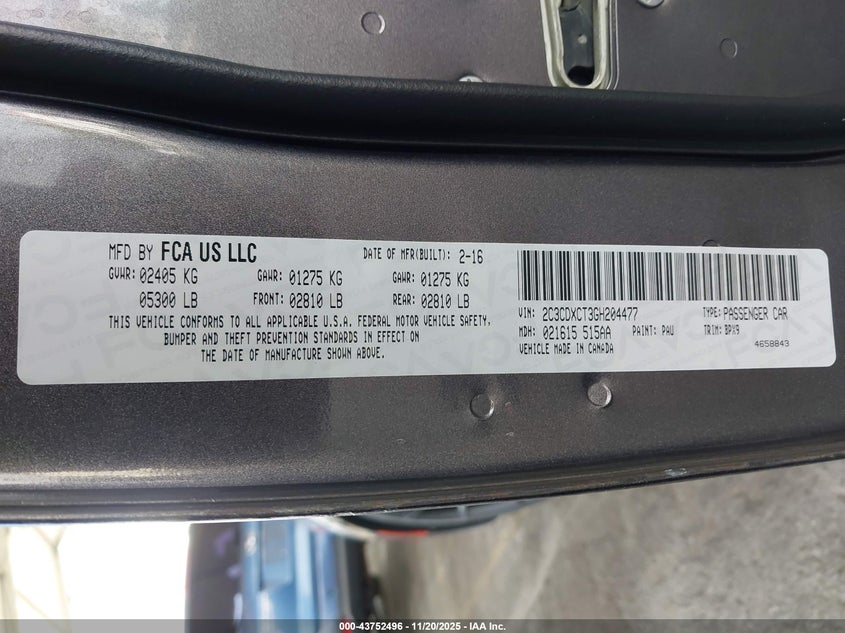 MFD BY FCA US LLC DATE OF MFR(BUILT): 2-16
GVWR: 02405 KG GAWR: 01275 KG GAWR: 01275 KG
05300 LB FRONT: 02810 LB REAR: 02810 LB
THIS VEHICLE CONFORMS TO ALL APPLICABLE U.S.A. FEDERAL MOTOR VEHICLE SAFETY,
BUMPER AND THEFT PREVENTION STANDARDS IN EFFECT ON
THE DATE OF MANUFACTURE SHOWN ABOVE.
VIN: 2C3CDXCT3GH204477 TYPE: PASSENGER CAR
MDH: 021615 515AA PAINT: PAU TRIM: BPX9
VEHICLE MADE IN CANADA 4658843
000-43752496 - 11/20/2025 - IAA Inc.